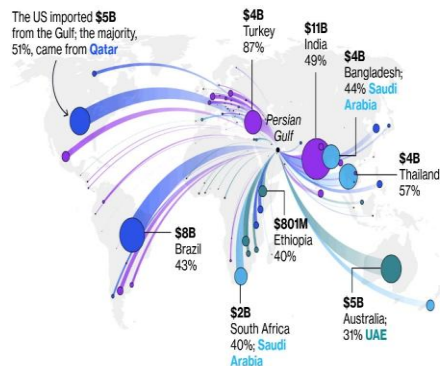 The US imported $5B
from the Gulf; the majority,
51%, came from Qatar
$4B
Turkey
87%
$11B
India
49%
$4B
Bangladesh;
44% Saudi
Arabia
Persian
Gulf
$4B
Thailand
57%
$8B
Brazil
43%
$801M
Ethiopia
40%
$2B
South Africa
40%; Saudi
Arabia
$5B
Australia;
31% UAE